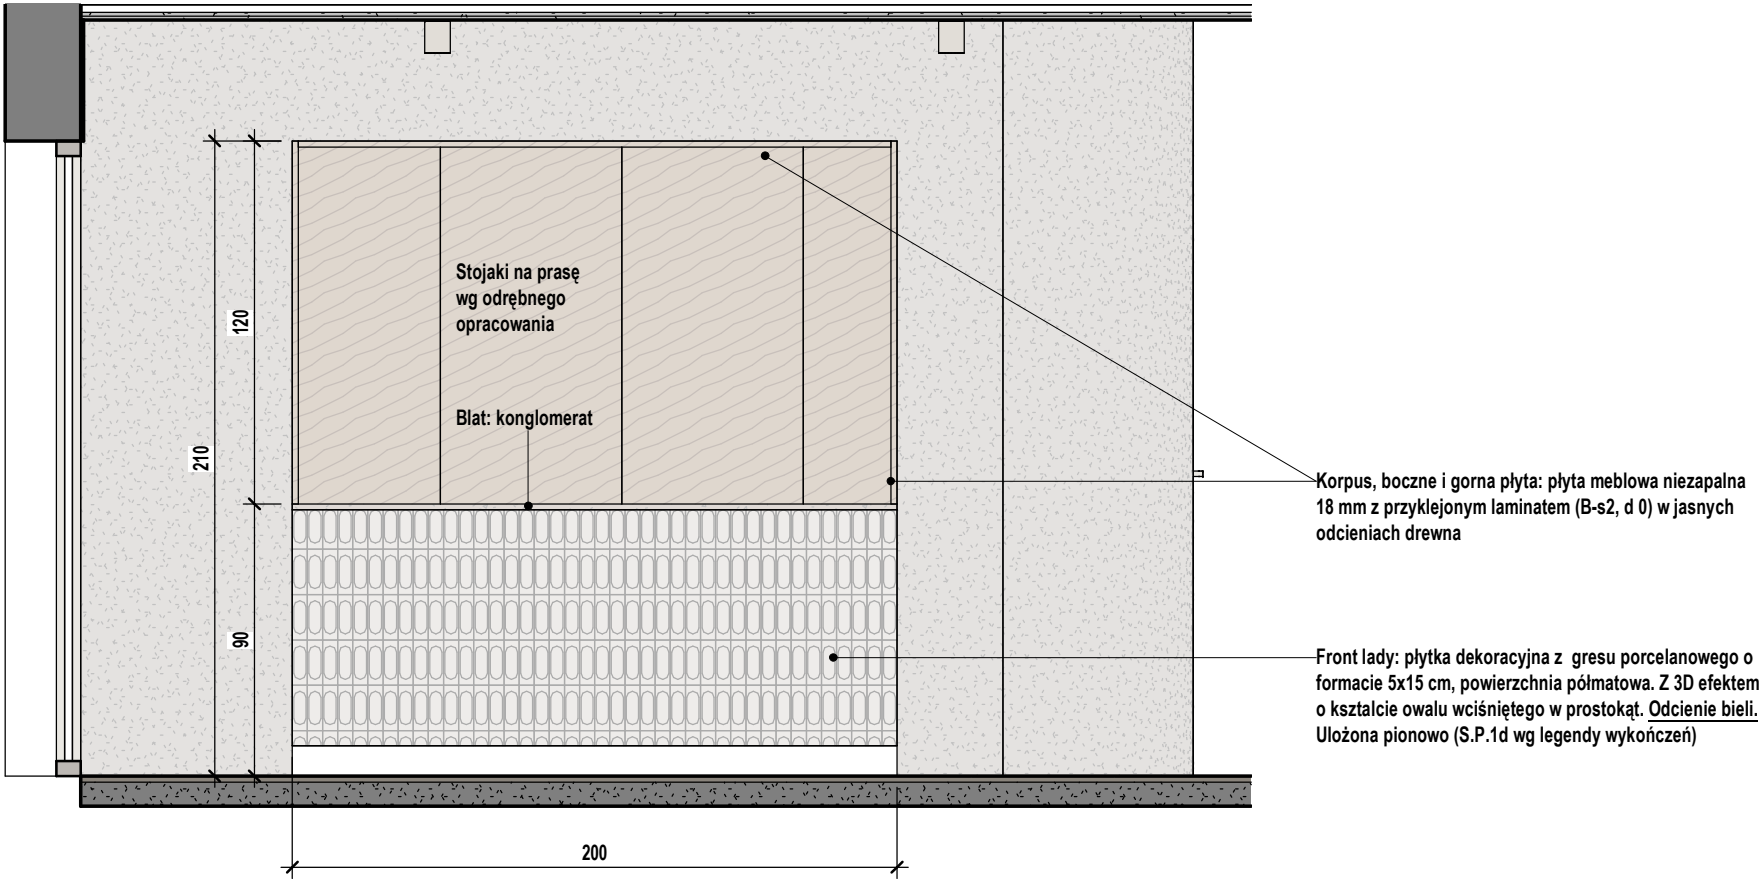 Stojaki na prasę
wg odrębnego
opracowania
120
Blat: konglomerat
210
Korpus, boczne i gorna płyta: płyta meblowa niezapalna
18 mm z przyklejonym laminatem (B-s2, d 0) w jasnych
odcieniach drewna
90
Front lady: płytka dekoracyjna z gresu porcelanowego o
formacie 5x15 cm, powierzchnia półmatowa. Z 3D efektem
o ksztalcie owalu wciśniętego w prostokąt. Odcienie bieli.
Ulożona pionowo (S.P.1d wg legendy wykończeń)
200